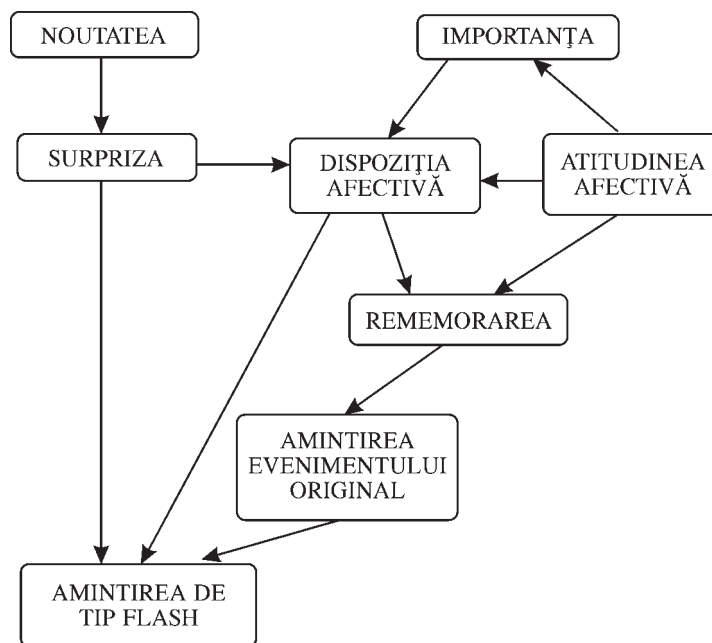 NOUTATEA
IMPORTANŢA
SURPRIZA
DISPOZIŢIA
AFECTIVĂ
ATITUDINEA
AFECTIVĂ
REMEMORAREA
AMINTIREA
EVENIMENTULUI
ORIGINAL
AMINTIREA DE
TIP FLASH